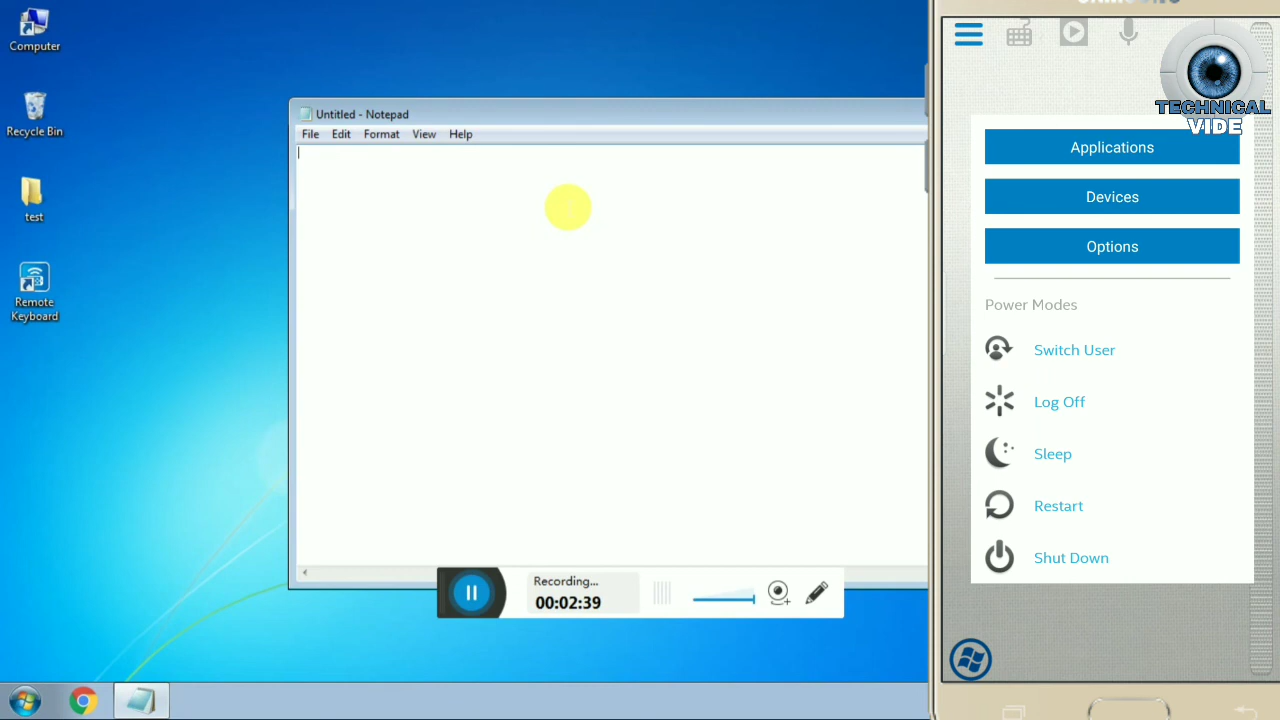 Computer
Recycle Bin
test
Remote
Keyboard
Untitled - Notepad
File Edit Format View Help
Recording...
00:02:39
TECHNICAL
VIDE
Applications
Devices
Options
Power Modes
Switch User
Log Off
Sleep
Restart
Shut Down